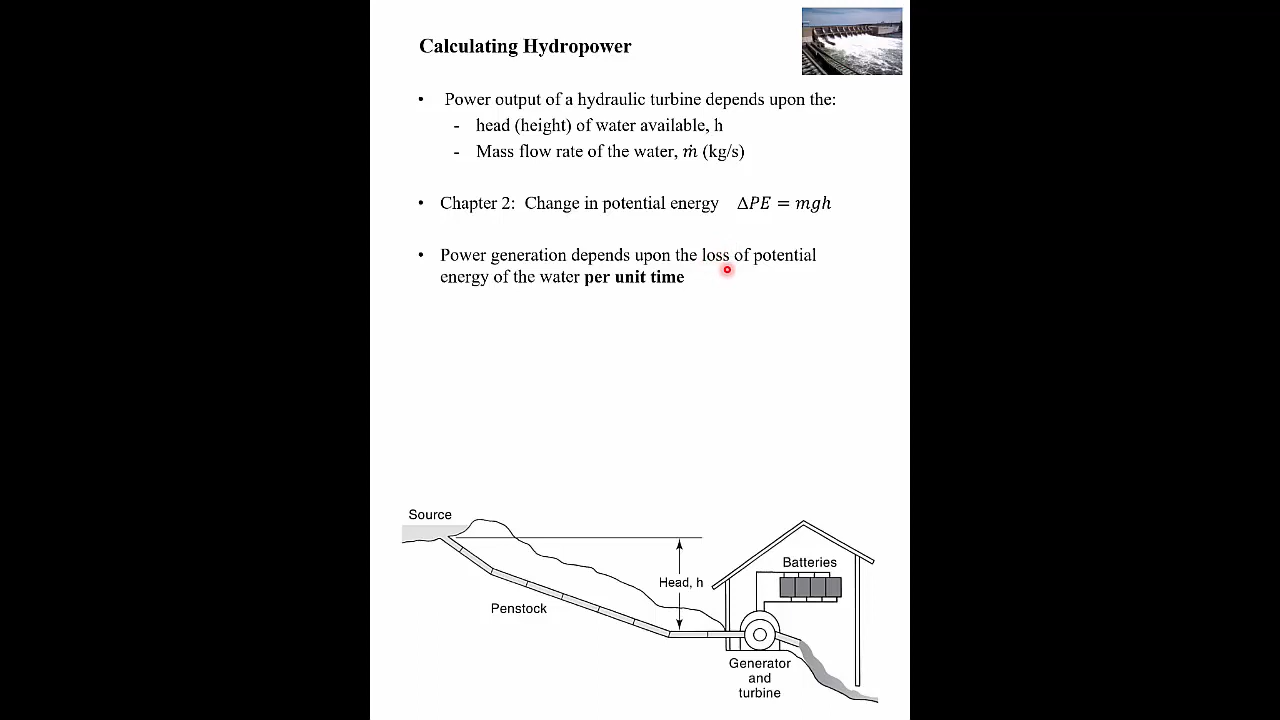 Calculating Hydropower
• Power output of a hydraulic turbine depends upon the:
- head (height) of water available, h
- Mass flow rate of the water, ṁ (kg/s)
• Chapter 2: Change in potential energy ΔPE = mgh
• Power generation depends upon the loss of potential
energy of the water per unit time
Source
Batteries
Head, h
Penstock
Generator
and
turbine